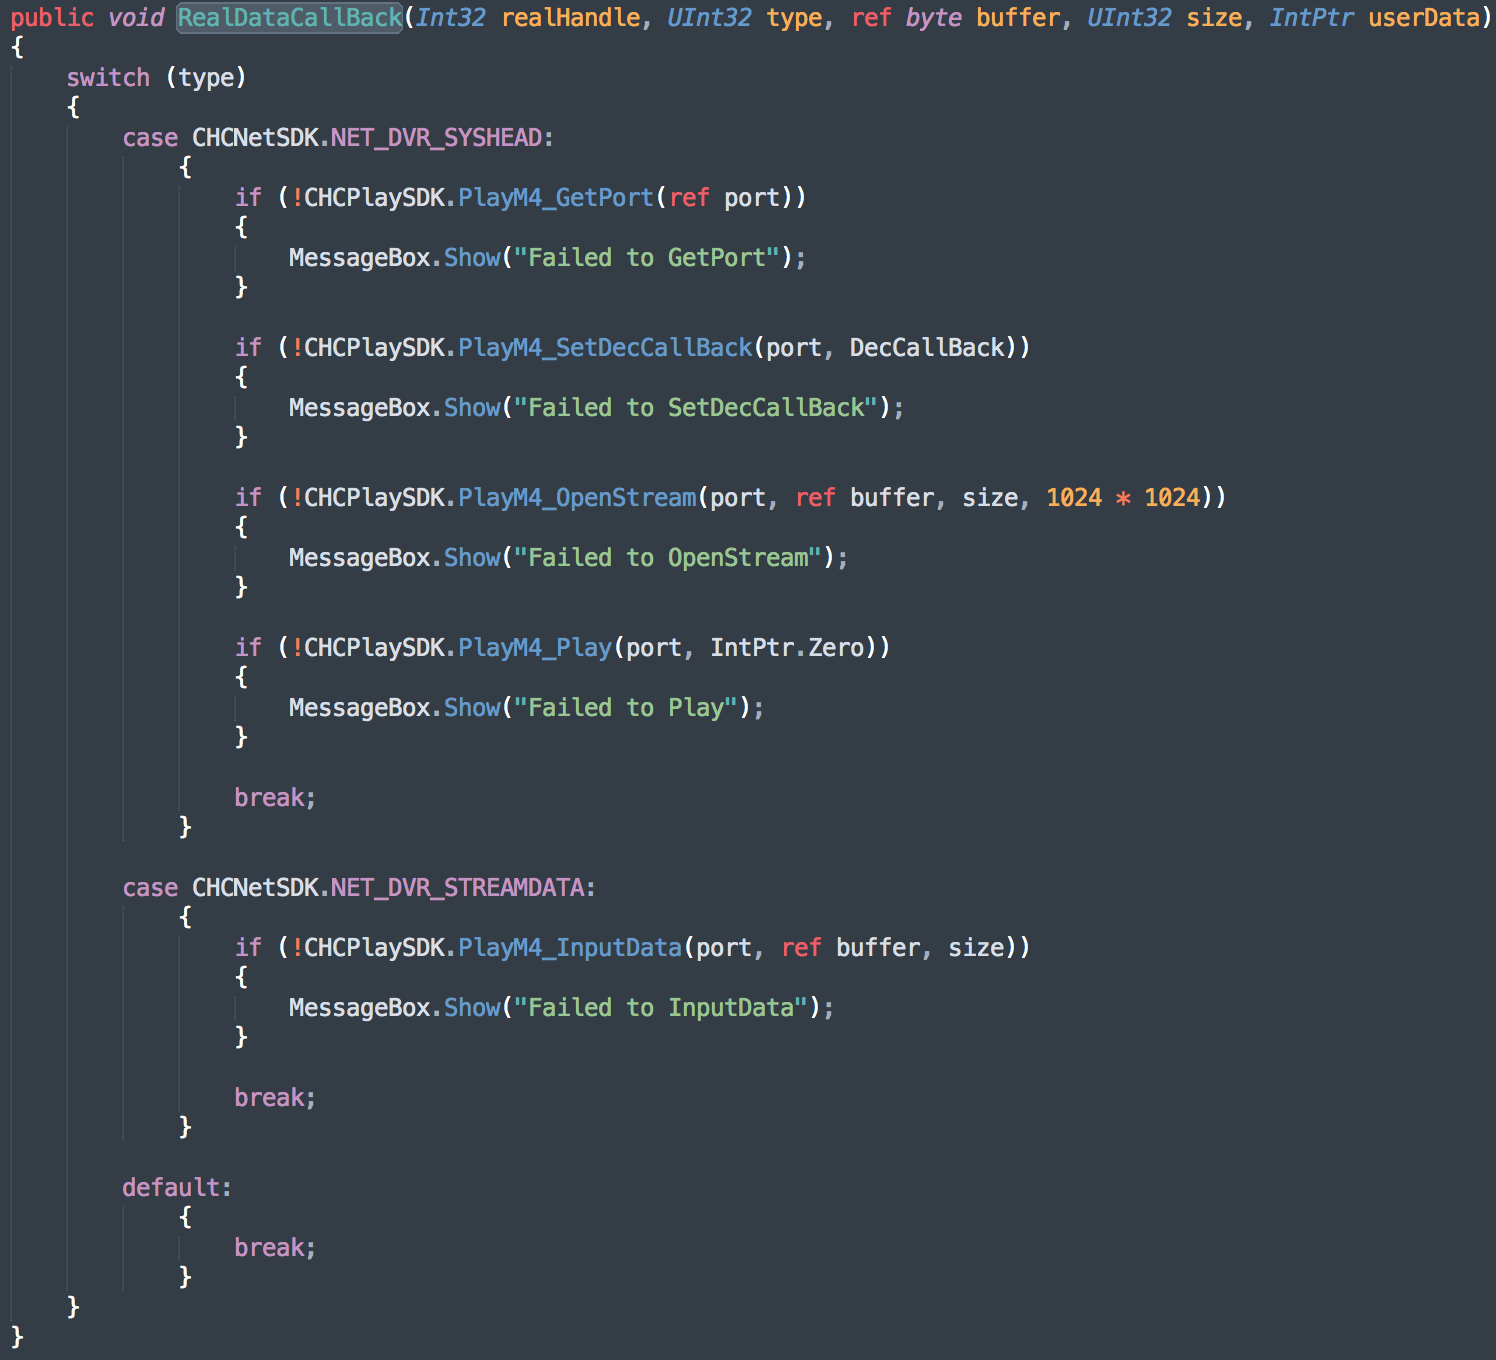 public void RealDataCallBack(Int32 realHandle, UInt32 type, ref byte buffer, UInt32 size, IntPtr userData)
{
    switch (type)
    {
        case CHCNetSDK.NET_DVR_SYSHEAD:
            {
                if (!CHCPlaySDK.PlayM4_GetPort(ref port))
                {
                    MessageBox.Show("Failed to GetPort");
                }

                if (!CHCPlaySDK.PlayM4_SetDecCallBack(port, DecCallBack))
                {
                    MessageBox.Show("Failed to SetDecCallBack");
                }

                if (!CHCPlaySDK.PlayM4_OpenStream(port, ref buffer, size, 1024 * 1024))
                {
                    MessageBox.Show("Failed to OpenStream");
                }

                if (!CHCPlaySDK.PlayM4_Play(port, IntPtr.Zero))
                {
                    MessageBox.Show("Failed to Play");
                }

                break;
            }

        case CHCNetSDK.NET_DVR_STREAMDATA:
            {
                if (!CHCPlaySDK.PlayM4_InputData(port, ref buffer, size))
                {
                    MessageBox.Show("Failed to InputData");
                }

                break;
            }

        default:
            {
                break;
            }
    }
}